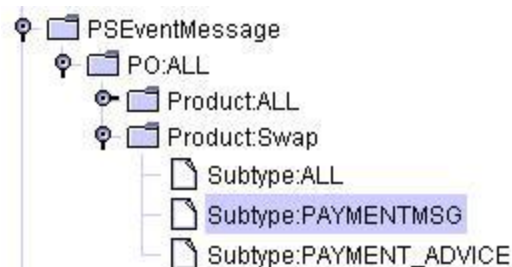 PSEventMessage
PO:ALL
Product:ALL
Product:Swap
Subtype:ALL
Subtype:PAYMENTMSG
Subtype:PAYMENT_ADVICE